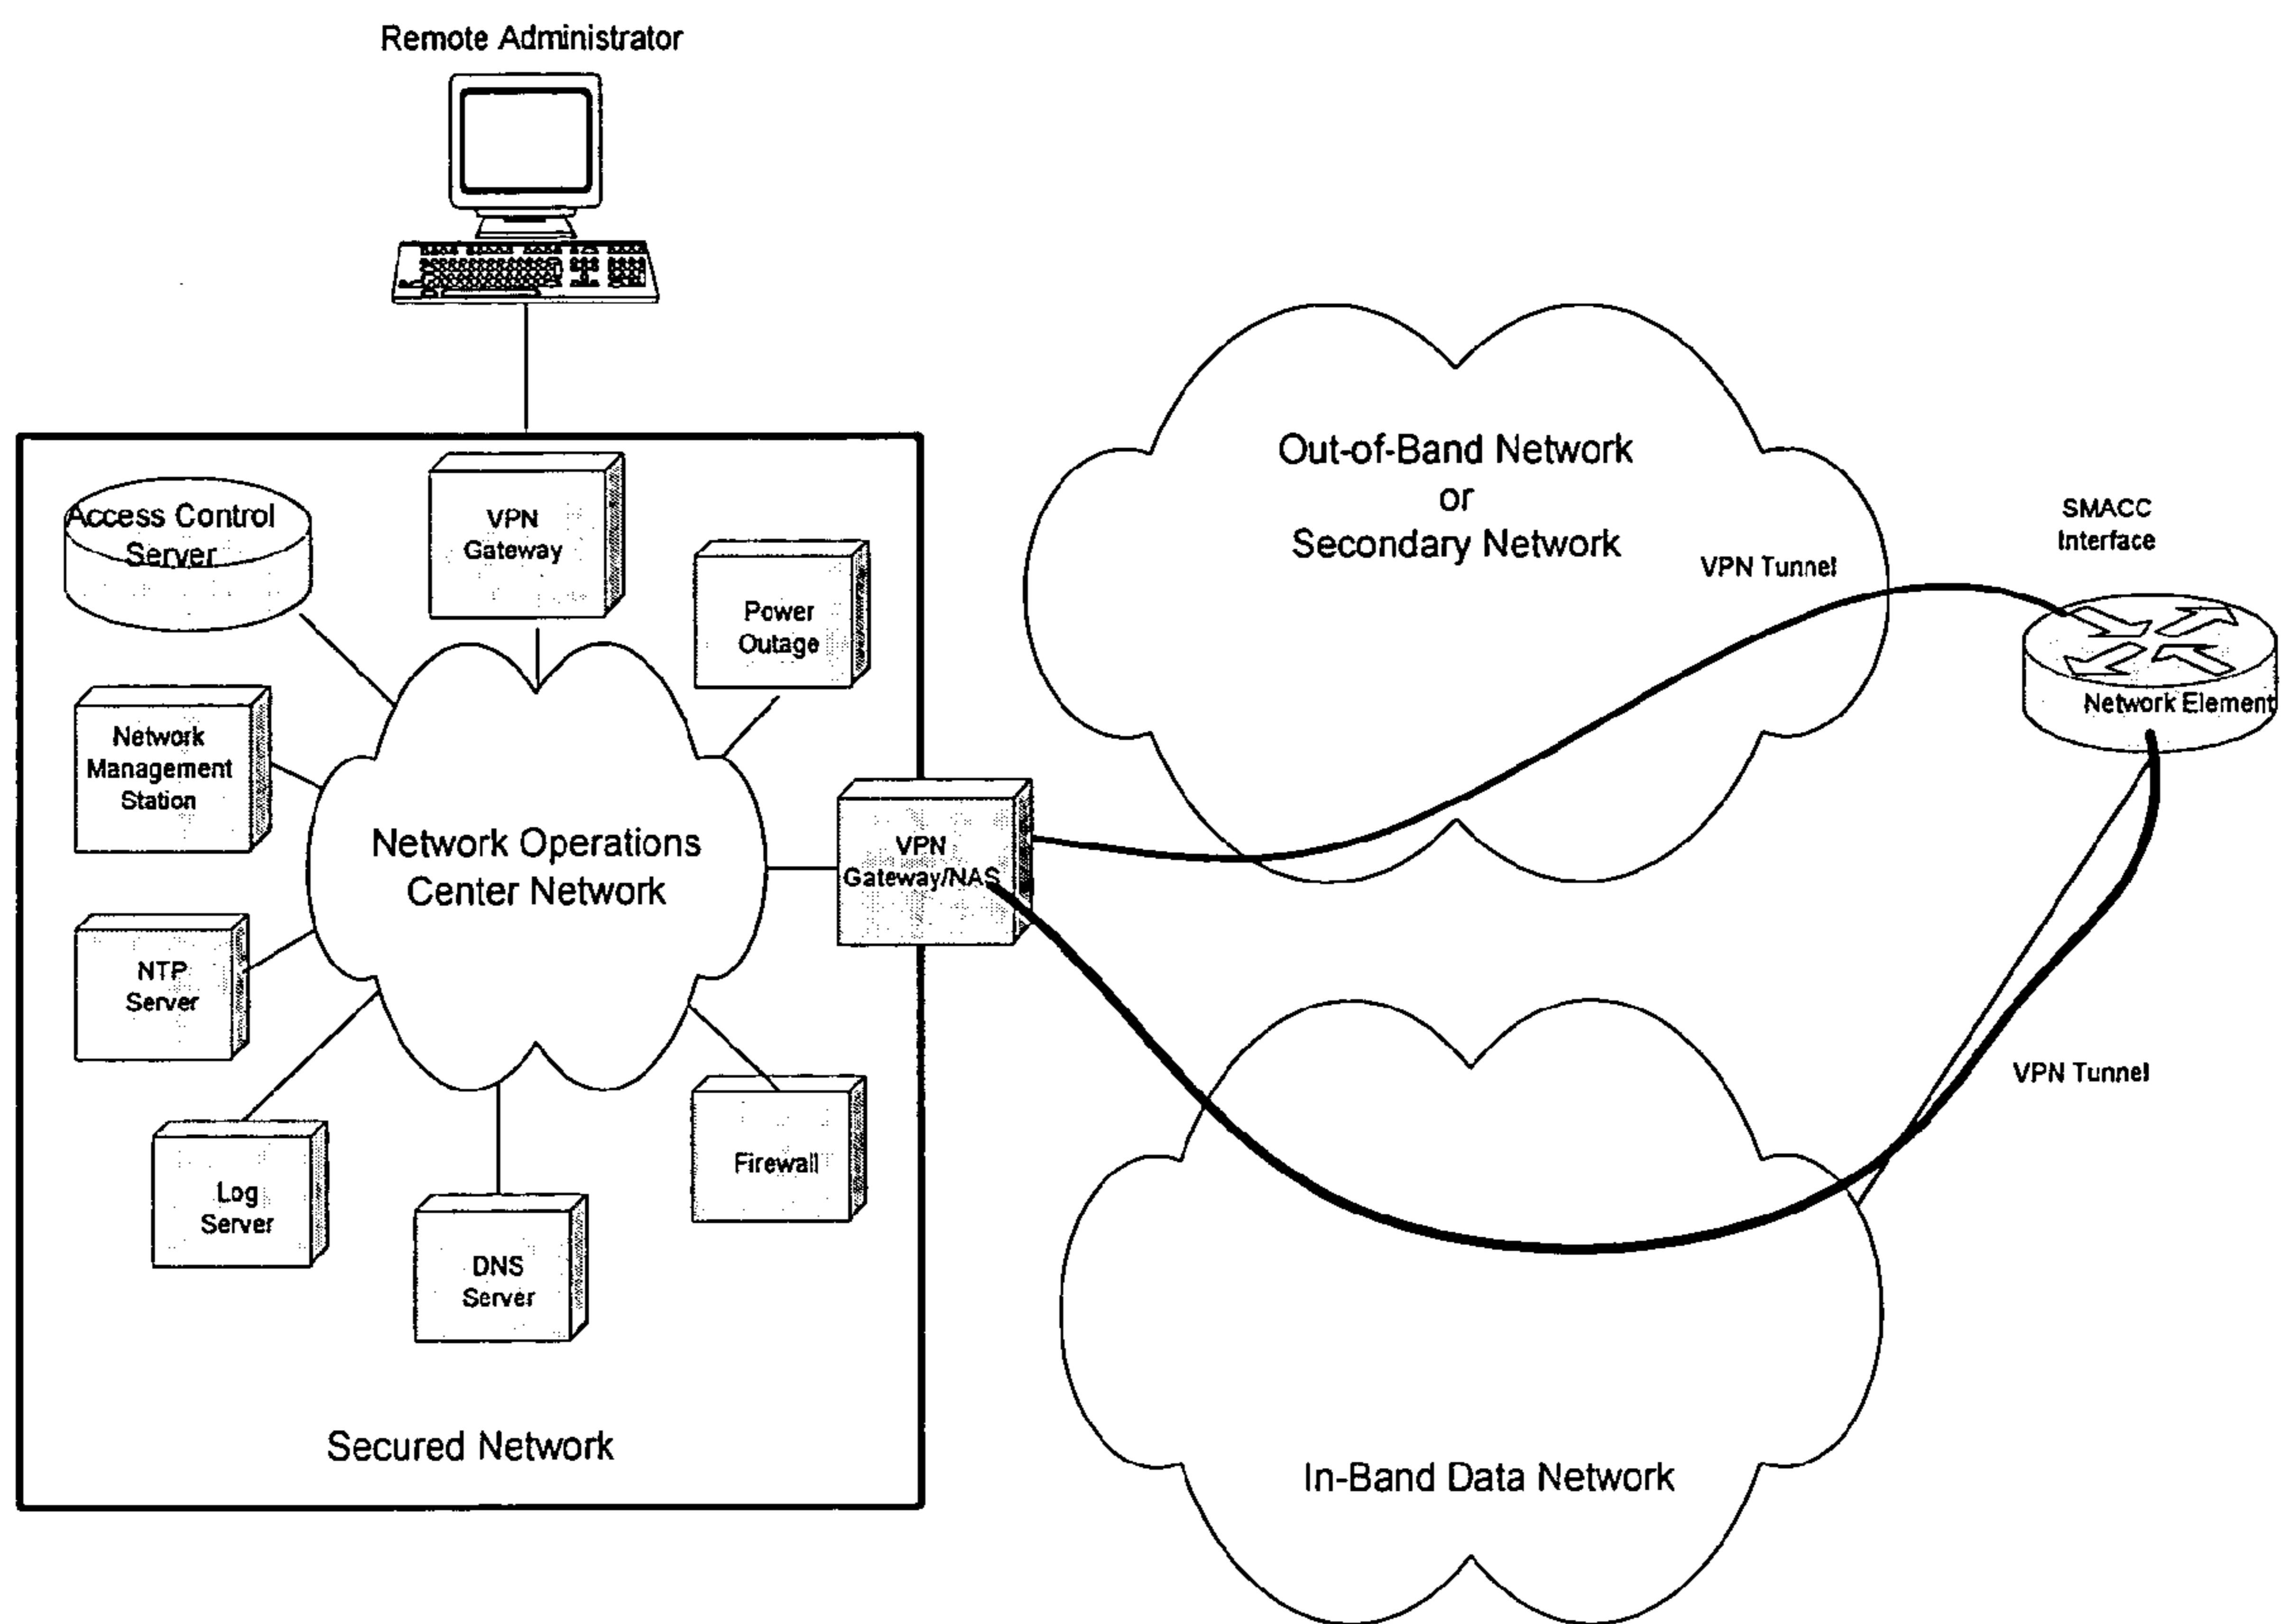 Remote Administrator
Access Control
Server
VPN
Gateway
Power
Outage
Network
Management
Station
Network Operations
Center Network
VPN
Gateway/NAS
NTP
Server
Log
Server
DNS
Server
Firewall
Secured Network
Out-of-Band Network
or
Secondary Network
VPN Tunnel
SMACC
Interface
Network Element
VPN Tunnel
In-Band Data Network